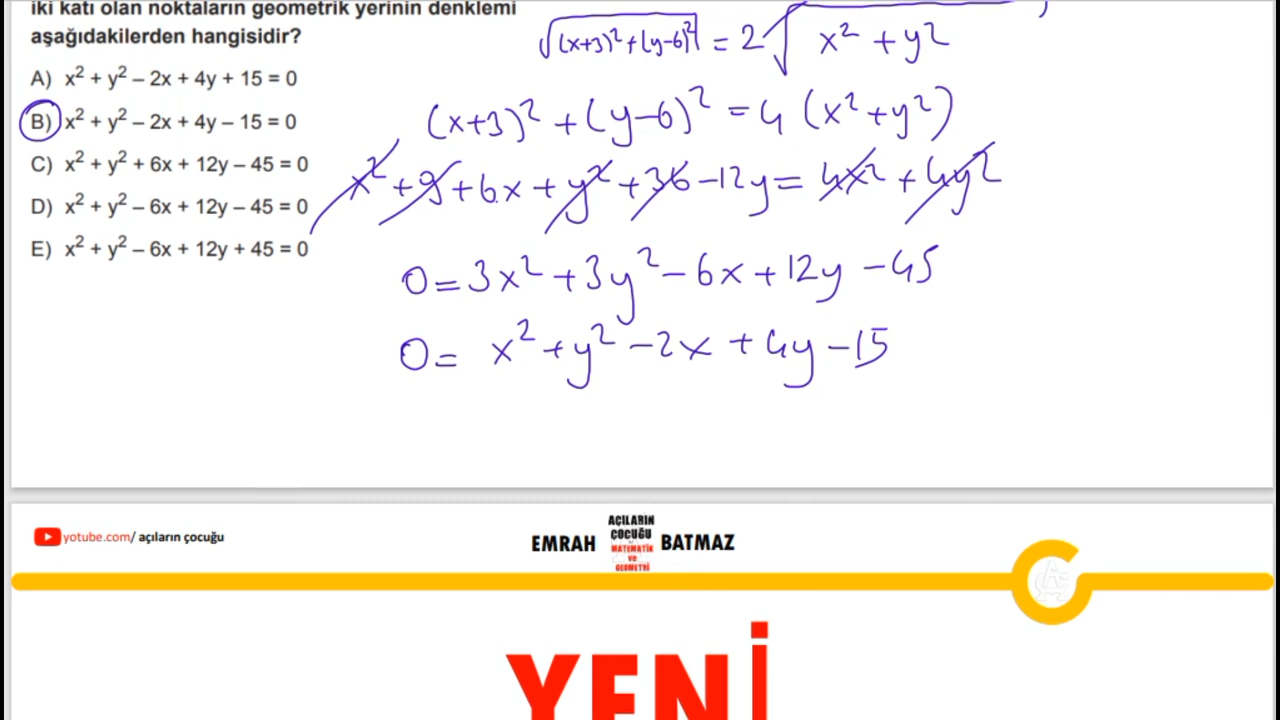 iki katı olan noktaların geometrik yerinin denklemi
aşağıdakilerden hangisidir?
A) x² + y² – 2x + 4y + 15 = 0
B) x² + y² – 2x + 4y – 15 = 0
C) x² + y² + 6x + 12y – 45 = 0
D) x² + y² – 6x + 12y – 45 = 0
E) x² + y² – 6x + 12y + 45 = 0
√(x+3)²+(y-6)² = 2√x² + y²
(x+3)² + (y-6)² = 4 (x² + y²)
x² + 9 + 6x + y² + 36 - 12y = 4x² + 4y²
0 = 3x² + 3y² - 6x + 12y - 45
0 = x² + y² - 2x + 4y - 15
yotube.com/ açıların çocuğu
EMRAH
AÇILARIN
ÇOCUĞU
MATEMATİK
VE
GEOMETRİ
BATMAZ
YENİ